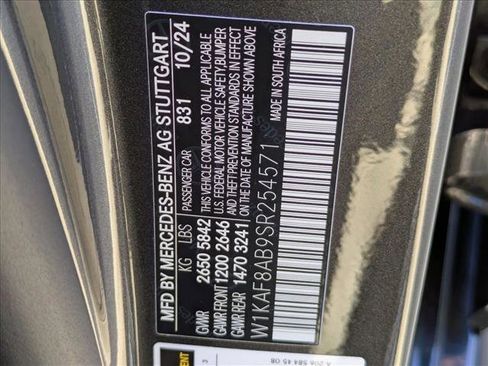 MFD BY MERCEDES-BENZ AG STUTTGART
881 10/24
PASSENGER CAR
KG LBS
GVWR 2650 5842
GAWR FRONT 1200 2646
GAWR REAR 1470 3241
THIS VEHICLE CONFORMS TO ALL APPLICABLE
U.S. FEDERAL MOTOR VEHICLE SAFETY, BUMPER
AND THEFT PREVENTION STANDARDS IN EFFECT
ON THE DATE OF MANUFACTURE SHOWN ABOVE
W1KAF8AB9SR254571
MADE IN SOUTH AFRICA